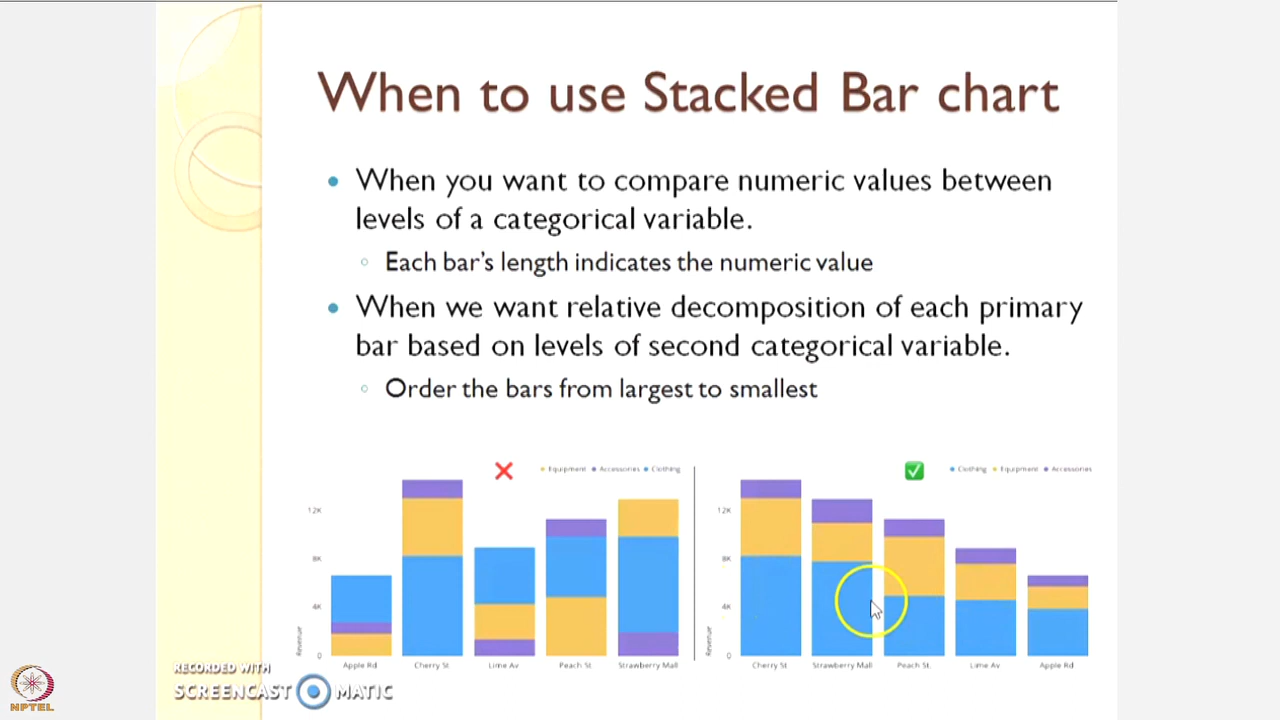 When to use Stacked Bar chart
• When you want to compare numeric values between
levels of a categorical variable.
◦ Each bar's length indicates the numeric value
• When we want relative decomposition of each primary
bar based on levels of second categorical variable.
◦ Order the bars from largest to smallest
Equipment Accessories Clothing
12K
8K
4K
0
Revenue
Apple Rd Cherry St Lime Av Peach St Strawberry Mall
Clothing Equipment Accessories
12K
8K
4K
0
Revenue
Cherry St Strawberry Mall Peach St. Lime Av Apple Rd
RECORDED WITH
SCREENCAST MATIC
NPTEL